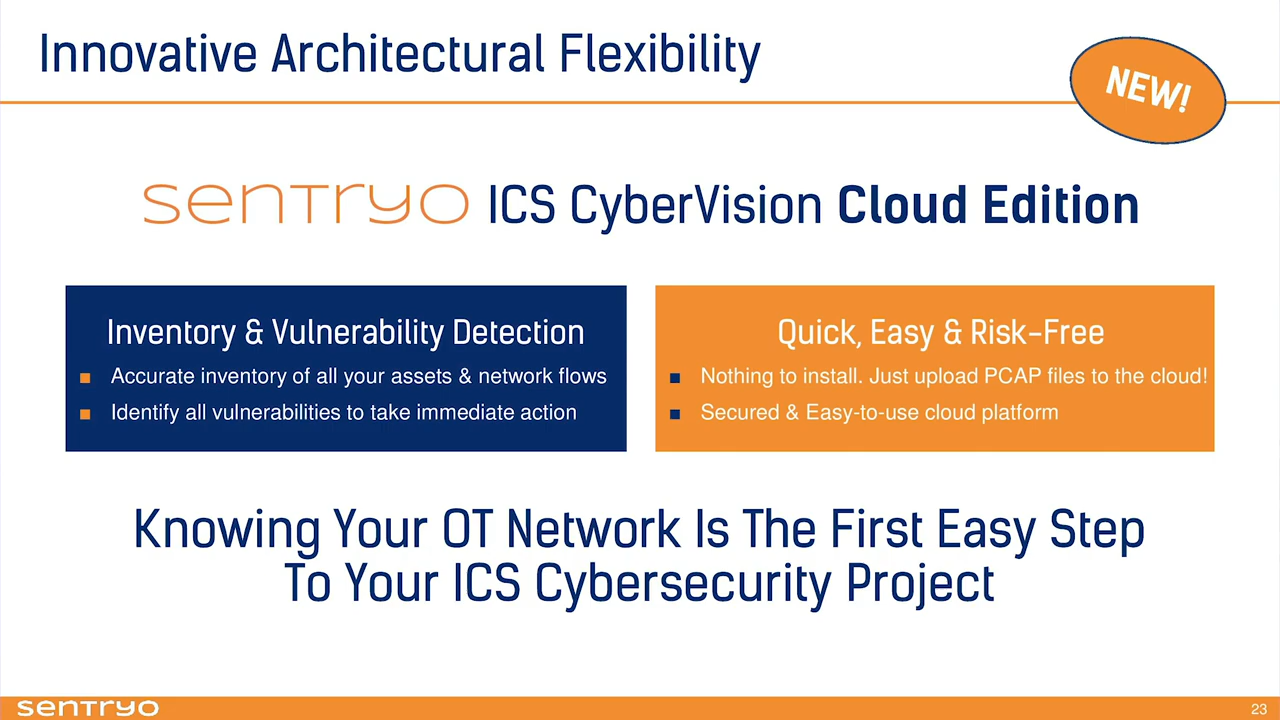 Innovative Architectural Flexibility
NEW!
sentryo ICS CyberVision Cloud Edition
Inventory & Vulnerability Detection
■ Accurate inventory of all your assets & network flows
■ Identify all vulnerabilities to take immediate action
Quick, Easy & Risk-Free
■ Nothing to install. Just upload PCAP files to the cloud!
■ Secured & Easy-to-use cloud platform
Knowing Your OT Network Is The First Easy Step
To Your ICS Cybersecurity Project
sentryo
23